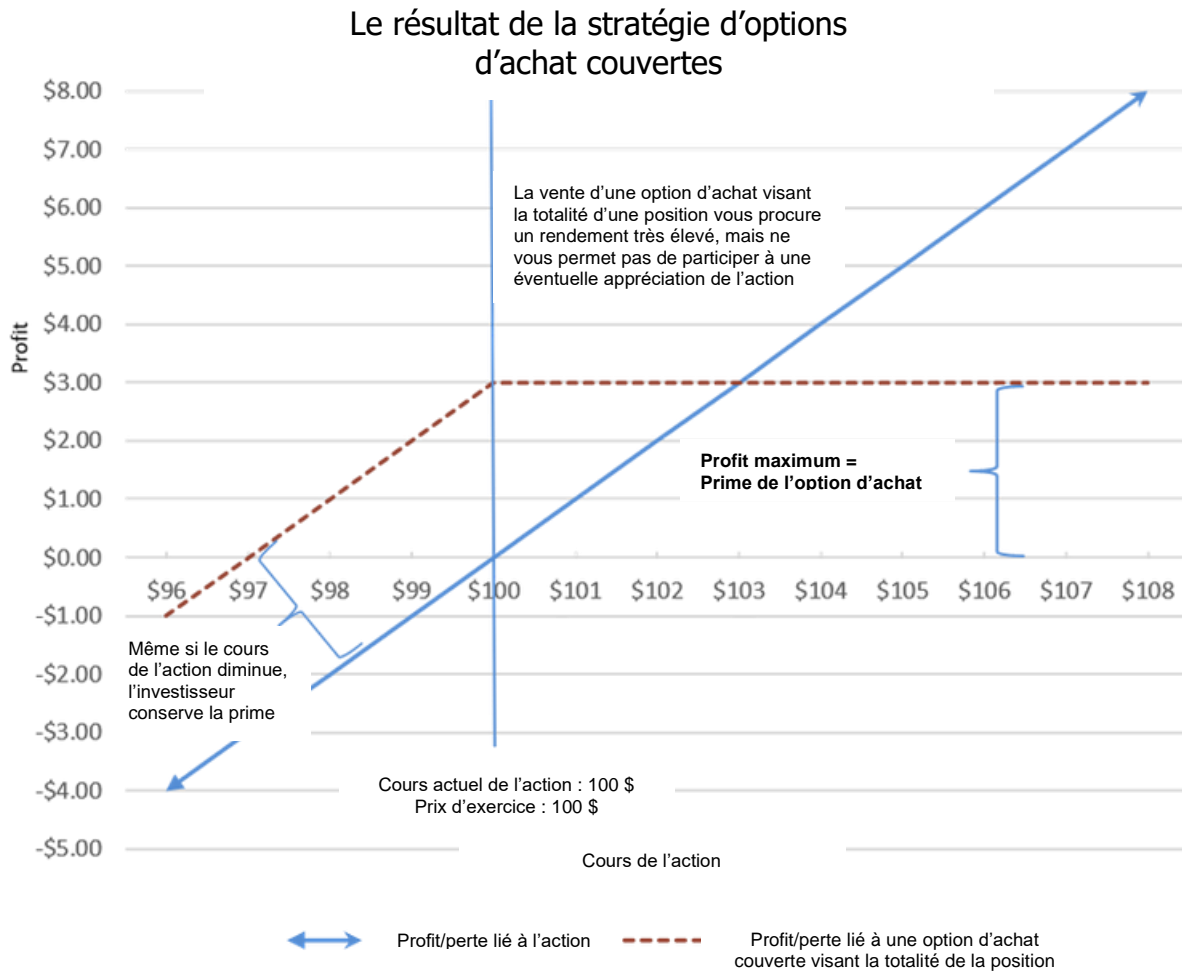 Le résultat de la stratégie d’options
d’achat couvertes
$8.00
$7.00
$6.00
$5.00
$4.00
$3.00
$2.00
$1.00
$0.00
-$1.00
-$2.00
-$3.00
-$4.00
-$5.00
Profit
La vente d’une option d’achat visant
la totalité d’une position vous procure
un rendement très élevé, mais ne
vous permet pas de participer à une
éventuelle appréciation de l’action
Profit maximum =
Prime de l’option d’achat
$96 $97 $98 $99 $100 $101 $102 $103 $104 $105 $106 $107 $108
Même si le cours
de l’action diminue,
l’investisseur
conserve la prime
Cours actuel de l’action : 100 $
Prix d’exercice : 100 $
Cours de l’action
Profit/perte lié à l’action
Profit/perte lié à une option d’achat
couverte visant la totalité de la position